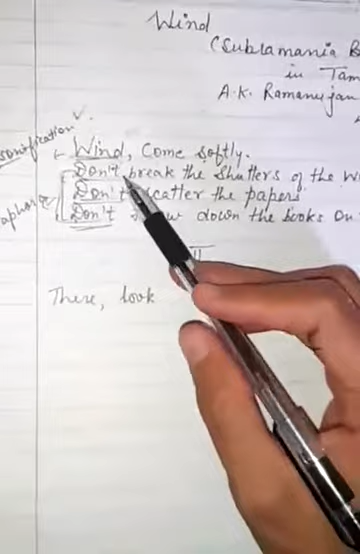 Wind
(Subramania B
in Tam
A.K. Ramanujan
sonification
Wind, Come Softly.
Don't break the Shutters of the W
Don't scatter the papers
Don't down the books on
There, look